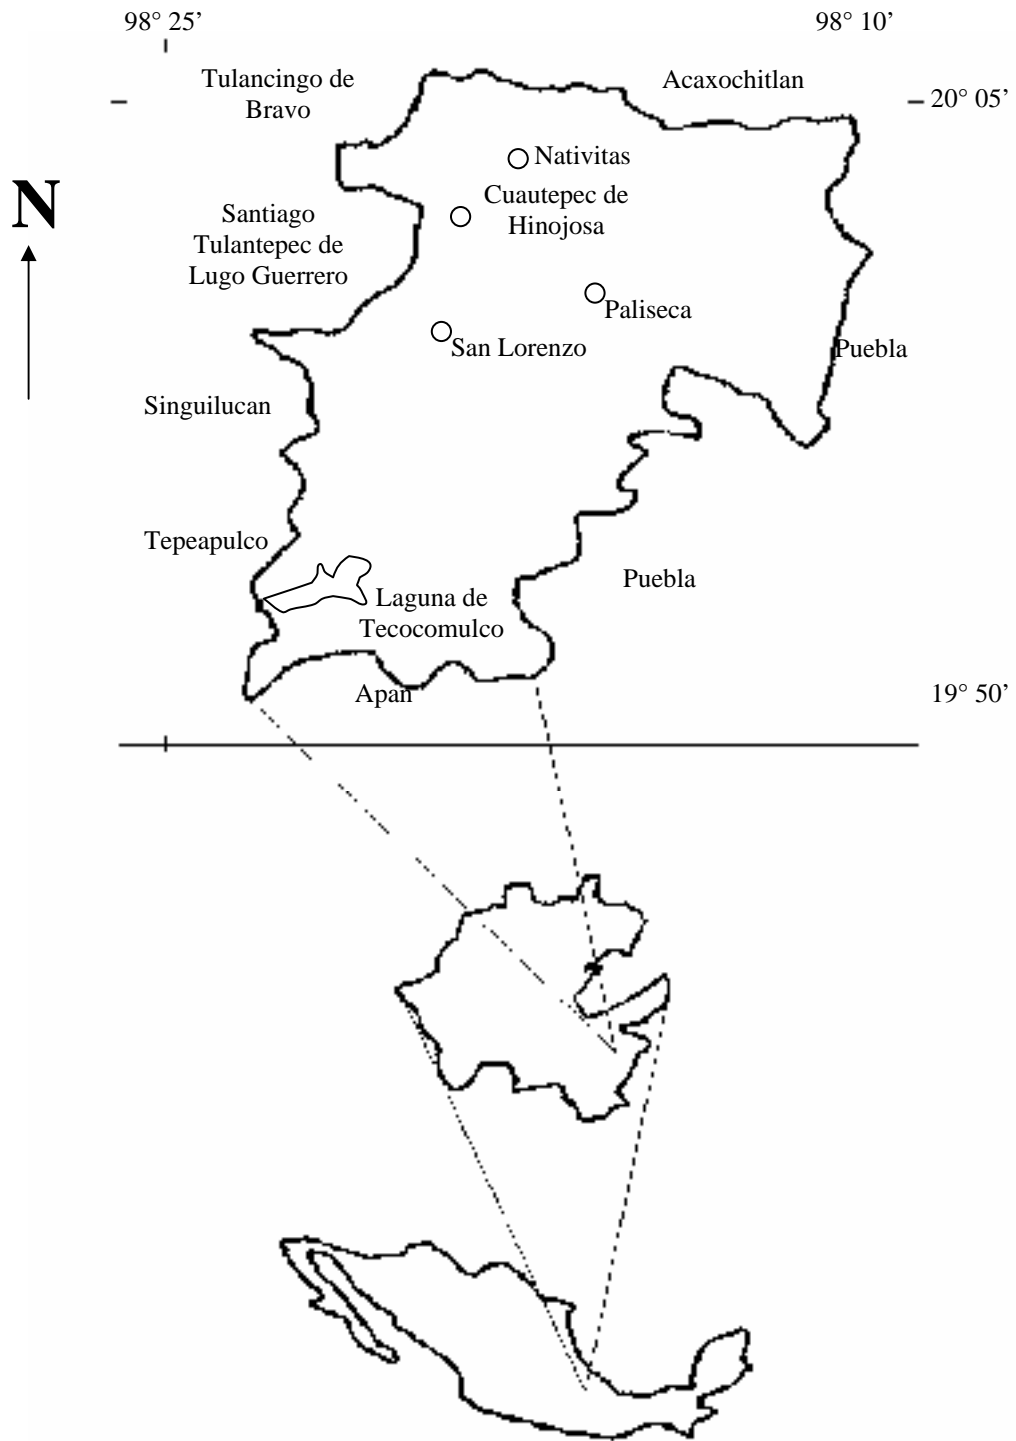 98° 25’
98° 10’
Tulancingo de
Bravo
Acaxochitlan
20° 05’
Nativitas
N
Cuautepec de
Hinojosa
Santiago
Tulantepec de
Lugo Guerrero
Paliseca
San Lorenzo
Puebla
Singuilucan
Tepeapulco
Puebla
Laguna de
Tecocomulco
Apan
19° 50’